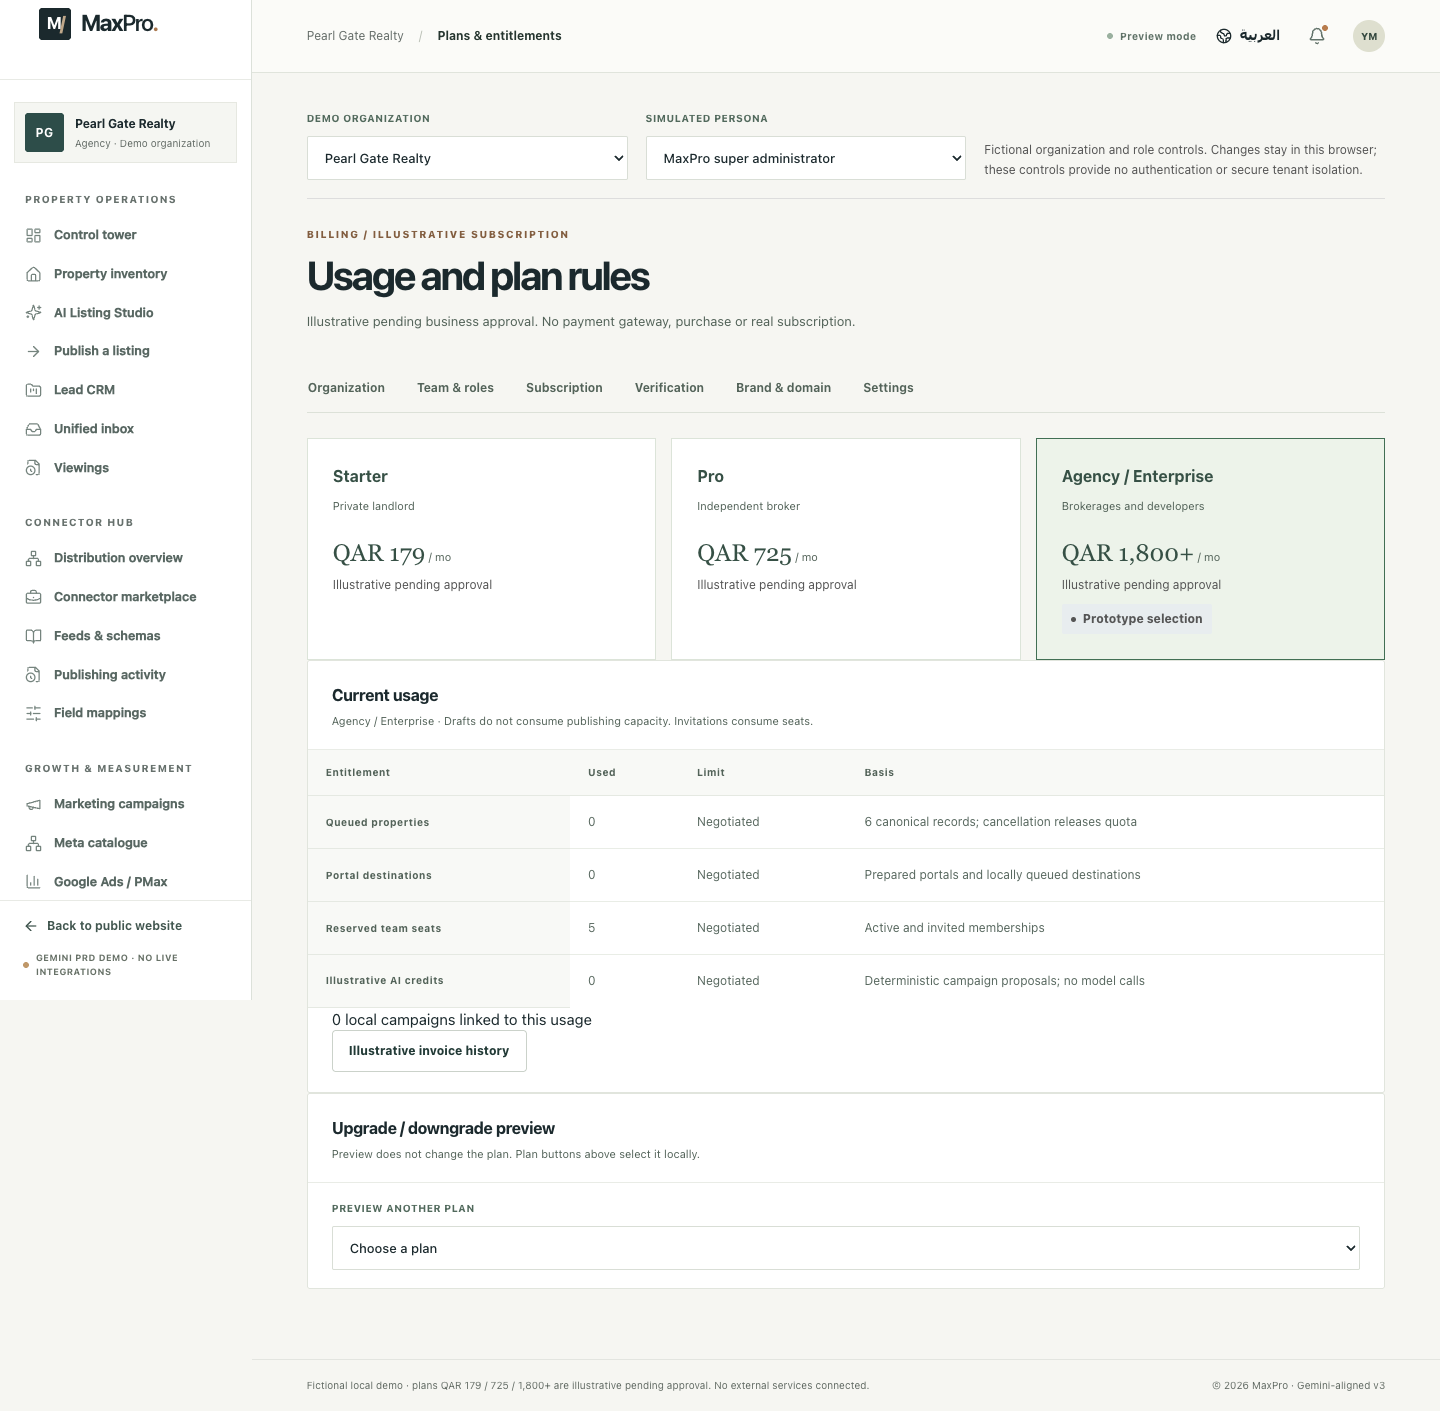 M/ MaxPro.
PG
Pearl Gate Realty
Agency · Demo organization
PROPERTY OPERATIONS
Control tower
Property inventory
AI Listing Studio
Publish a listing
Lead CRM
Unified inbox
Viewings
CONNECTOR HUB
Distribution overview
Connector marketplace
Feeds & schemas
Publishing activity
Field mappings
GROWTH & MEASUREMENT
Marketing campaigns
Meta catalogue
Google Ads / PMax
Back to public website
GEMINI PRD DEMO · NO LIVE
INTEGRATIONS
Pearl Gate Realty / Plans & entitlements
Preview mode
العربية
YM
DEMO ORGANIZATION
Pearl Gate Realty
SIMULATED PERSONA
MaxPro super administrator
Fictional organization and role controls. Changes stay in this browser;
these controls provide no authentication or secure tenant isolation.
BILLING / ILLUSTRATIVE SUBSCRIPTION
Usage and plan rules
Illustrative pending business approval. No payment gateway, purchase or real subscription.
Organization Team & roles Subscription Verification Brand & domain Settings
Starter
Private landlord
QAR 179 / mo
Illustrative pending approval
Pro
Independent broker
QAR 725 / mo
Illustrative pending approval
Agency / Enterprise
Brokerages and developers
QAR 1,800+ / mo
Illustrative pending approval
Prototype selection
Current usage
Agency / Enterprise · Drafts do not consume publishing capacity. Invitations consume seats.
Entitlement Used Limit Basis
Queued properties 0 Negotiated 6 canonical records; cancellation releases quota
Portal destinations 0 Negotiated Prepared portals and locally queued destinations
Reserved team seats 5 Negotiated Active and invited memberships
Illustrative AI credits 0 Negotiated Deterministic campaign proposals; no model calls
0 local campaigns linked to this usage
Illustrative invoice history
Upgrade / downgrade preview
Preview does not change the plan. Plan buttons above select it locally.
PREVIEW ANOTHER PLAN
Choose a plan
Fictional local demo · plans QAR 179 / 725 / 1,800+ are illustrative pending approval. No external services connected.
© 2026 MaxPro · Gemini-aligned v3